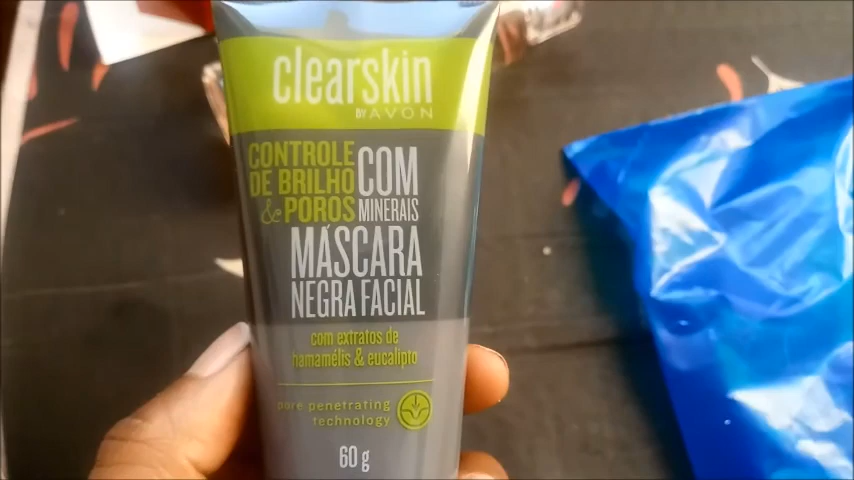 clearskin
BY AVON
CONTROLE
DE BRILHO
& POROS
COM
MINERAIS
MÁSCARA
NEGRA FACIAL
com extratos de
hamamélis & eucalipto
pore penetrating
technology
60 g